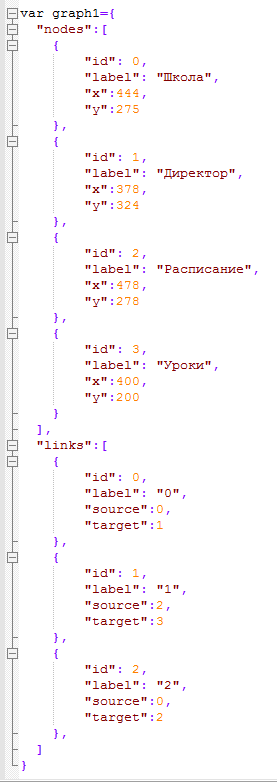 var graph1={
"nodes":[
{
"id": 0,
"label": "Школа",
"x":444,
"y":275
},
{
"id": 1,
"label": "Директор",
"x":378,
"y":324
},
{
"id": 2,
"label": "Расписание",
"x":478,
"y":278
},
{
"id": 3,
"label": "Уроки",
"x":400,
"y":200
}
],
"links":[
{
"id": 0,
"label": "0",
"source":0,
"target":1
},
{
"id": 1,
"label": "1",
"source":2,
"target":3
},
{
"id": 2,
"label": "2",
"source":0,
"target":2
},
]
}